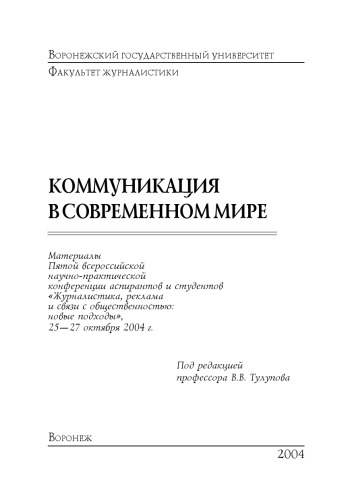 Воронежский государственный университет
Факультет журналистики
КОММУНИКАЦИЯ
В СОВРЕМЕННОМ МИРЕ
Материалы
Пятой всероссийской
научно-практической
конференции аспирантов и студентов
«Журналистика, реклама
и связи с общественностью:
новые подходы»,
25—27 октября 2004 г.
Под редакцией
профессора В.В. Тулупова
Воронеж
2004